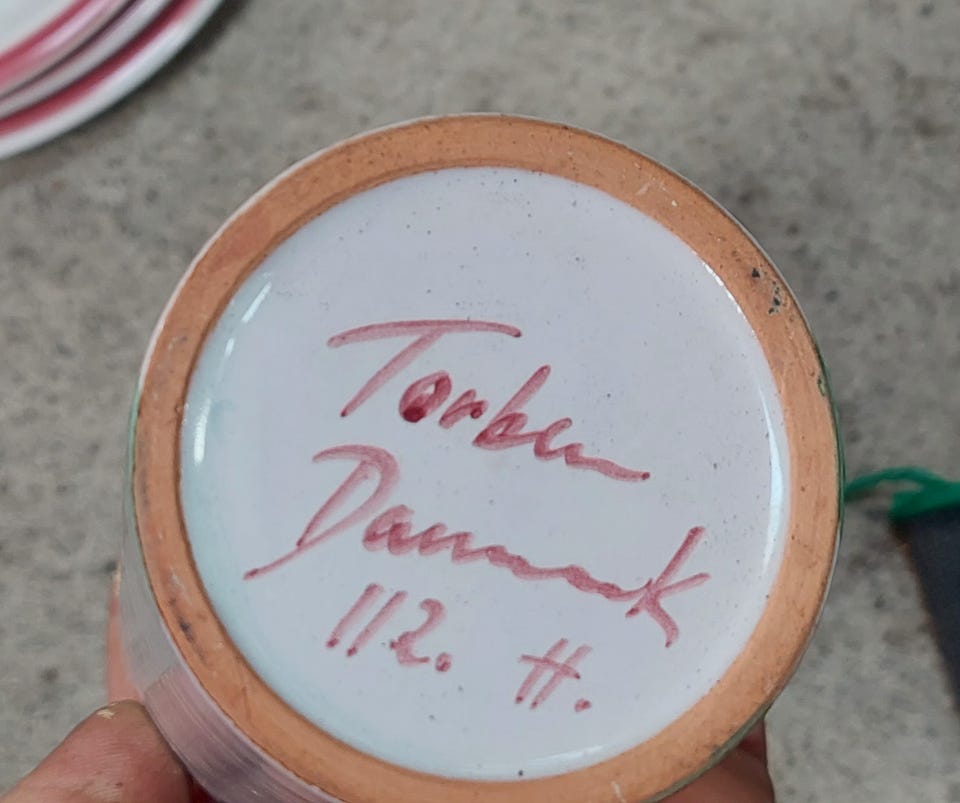 Torben
Danmark
112. H.